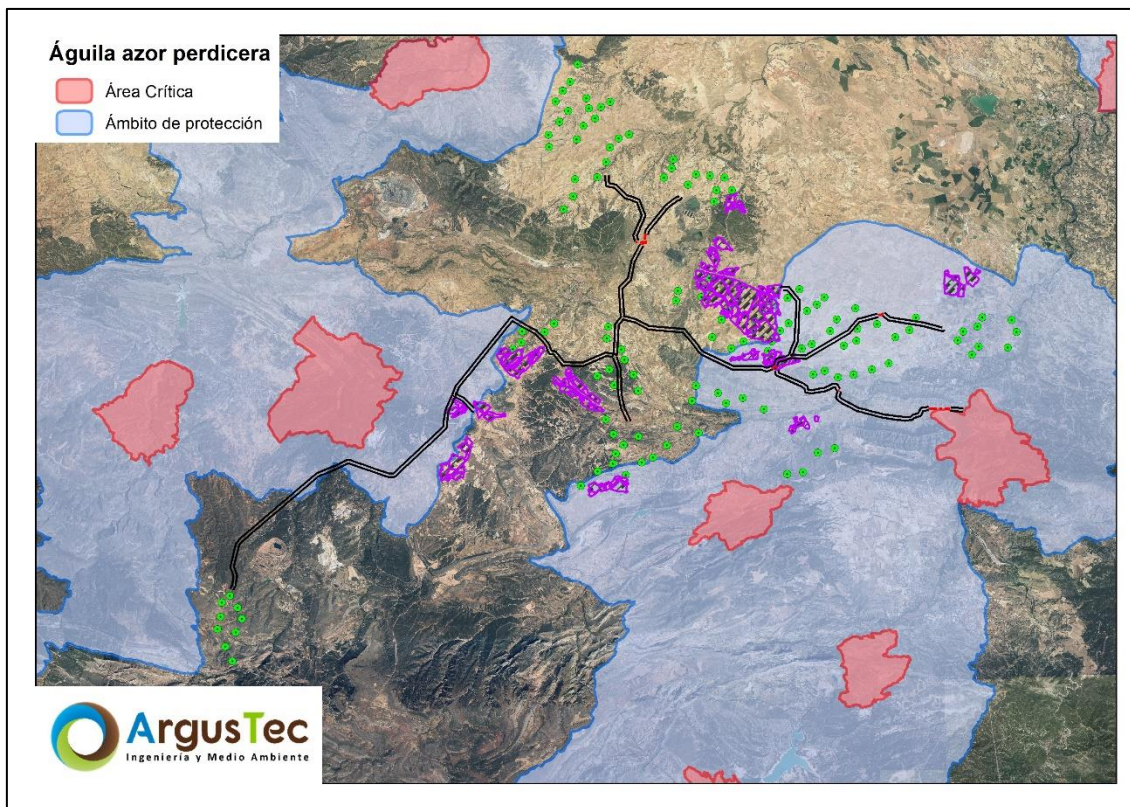 Águila azor perdicera
Área Crítica
Ámbito de protección
ArgusTec
Ingeniería y Medio Ambiente